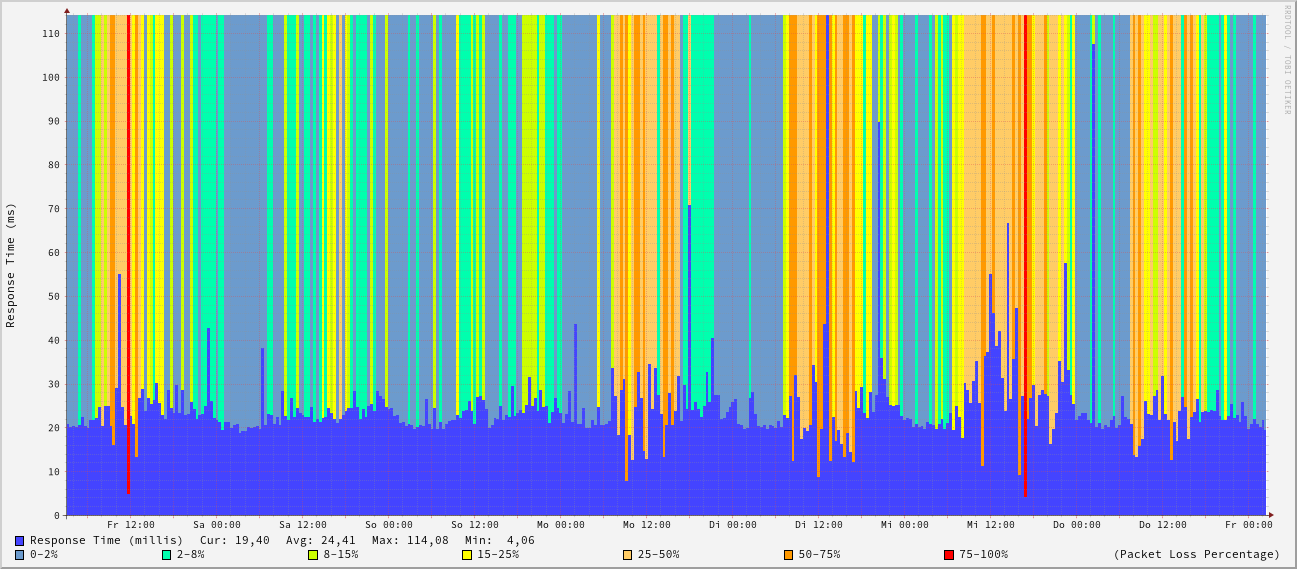 RRDTOOL / TOBI OETIKER
Response Time (ms)
110
100
90
80
70
60
50
40
30
20
10
0
Fr 12:00 Sa 00:00 Sa 12:00 So 00:00 So 12:00 Mo 00:00 Mo 12:00 Di 00:00 Di 12:00 Mi 00:00 Mi 12:00 Do 00:00 Do 12:00 Fr 00:00
Response Time (millis) Cur: 19,40 Avg: 24,41 Max: 114,08 Min: 4,06
0-2% 2-8% 8-15% 15-25% 25-50% 50-75% 75-100% (Packet Loss Percentage)